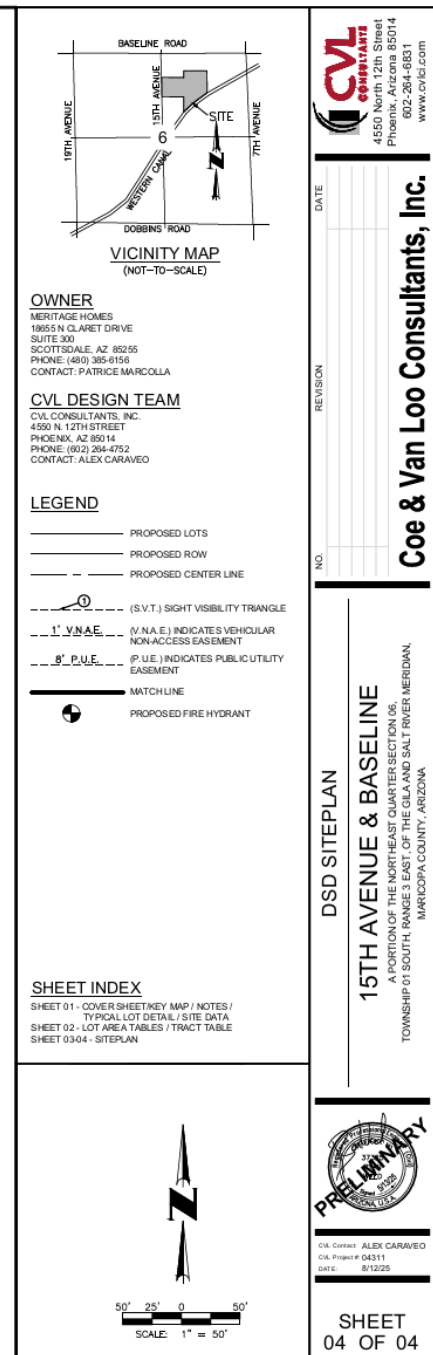 BASELINE ROAD
19TH AVENUE
15TH AVENUE
7TH AVENUE
SITE
6
N
WESTERN CANAL
DOBBINS ROAD
VICINITY MAP
(NOT-TO-SCALE)
OWNER
MERITAGE HOMES
18655 N CLARET DRIVE
SUITE 300
SCOTTSDALE, AZ 85255
PHONE: (480) 385-6156
CONTACT: PATRICE MARCOLLA
CVL DESIGN TEAM
CVL CONSULTANTS, INC.
4550 N. 12TH STREET
PHOENIX, AZ 85014
PHONE: (602) 264-4752
CONTACT: ALEX CARAVEO
LEGEND
PROPOSED LOTS
PROPOSED ROW
PROPOSED CENTER LINE
1
(S.V.T.) SIGHT VISIBILITY TRIANGLE
1' V.N.A.E. (V.N.A.E.) INDICATES VEHICULAR
NON-ACCESS EASEMENT
8' P.U.E. (P.U.E.) INDICATES PUBLIC UTILITY
EASEMENT
MATCH LINE
PROPOSED FIRE HYDRANT
SHEET INDEX
SHEET 01 - COVER SHEET/KEY MAP / NOTES /
TYPICAL LOT DETAIL / SITE DATA
SHEET 02 - LOT AREA TABLES / TRACT TABLE
SHEET 03-04 - SITEPLAN
N
50' 25' 0 50'
SCALE: 1" = 50'
CVL
CONSULTANTS
4550 North 12th Street
Phoenix, Arizona 85014
602-264-6831
www.cvlci.com
NO. REVISION DATE
Coe & Van Loo Consultants, Inc.
DSD SITEPLAN
15TH AVENUE & BASELINE
A PORTION OF THE NORTHEAST QUARTER SECTION 06,
TOWNSHIP 01 SOUTH, RANGE 3 EAST, OF THE GILA AND SALT RIVER MERIDIAN,
MARICOPA COUNTY, ARIZONA
PRELIMINARY
CVL Contact: ALEX CARAVEO
CVL Project #: 04311
DATE: 8/12/25
SHEET
04 OF 04